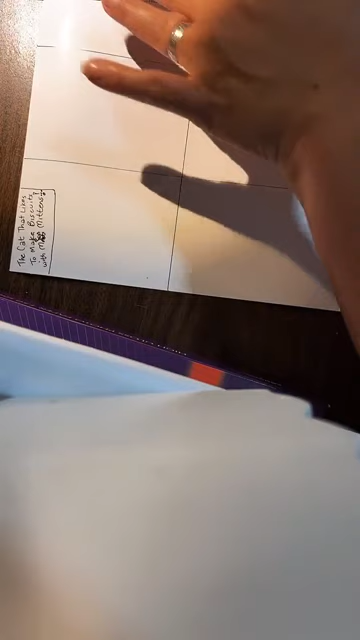 The Cat That Likes
To Make Biscuits
with Mittens?